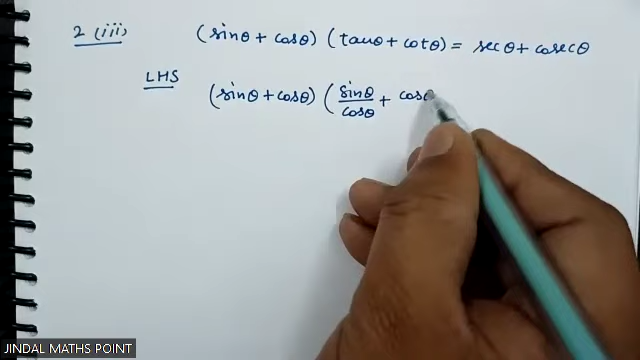 2 (iii) (sinθ + cosθ) (tanθ + cotθ) = secθ + cosecθ
LHS
(sinθ + cosθ) ( sinθ/cosθ + cosθ
JINDAL MATHS POINT